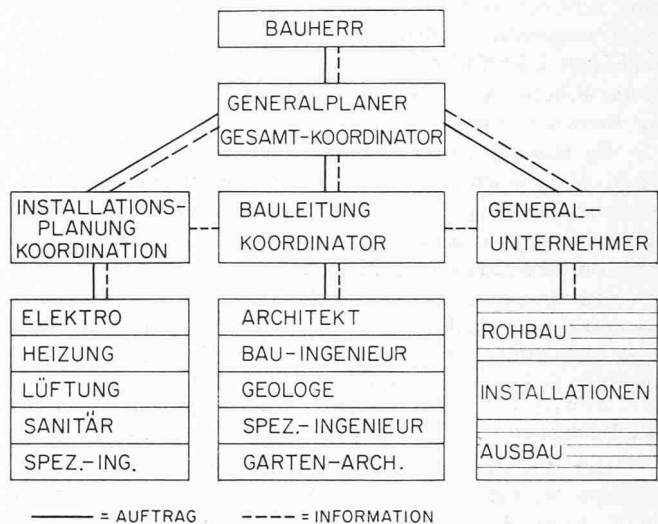 BAUHERR
GENERALPLANER
GESAMT-KOORDINATOR
INSTALLATIONS-
PLANUNG
KOORDINATION
BAULEITUNG
KOORDINATOR
GENERAL-
UNTERNEHMER
ELEKTRO
HEIZUNG
LÜFTUNG
SANITÄR
SPEZ.-ING.
ARCHITEKT
BAU-INGENIEUR
GEOLOGE
SPEZ.-INGENIEUR
GARTEN-ARCH.
ROHBAU
INSTALLATIONEN
AUSBAU
= AUFTRAG
= INFORMATION